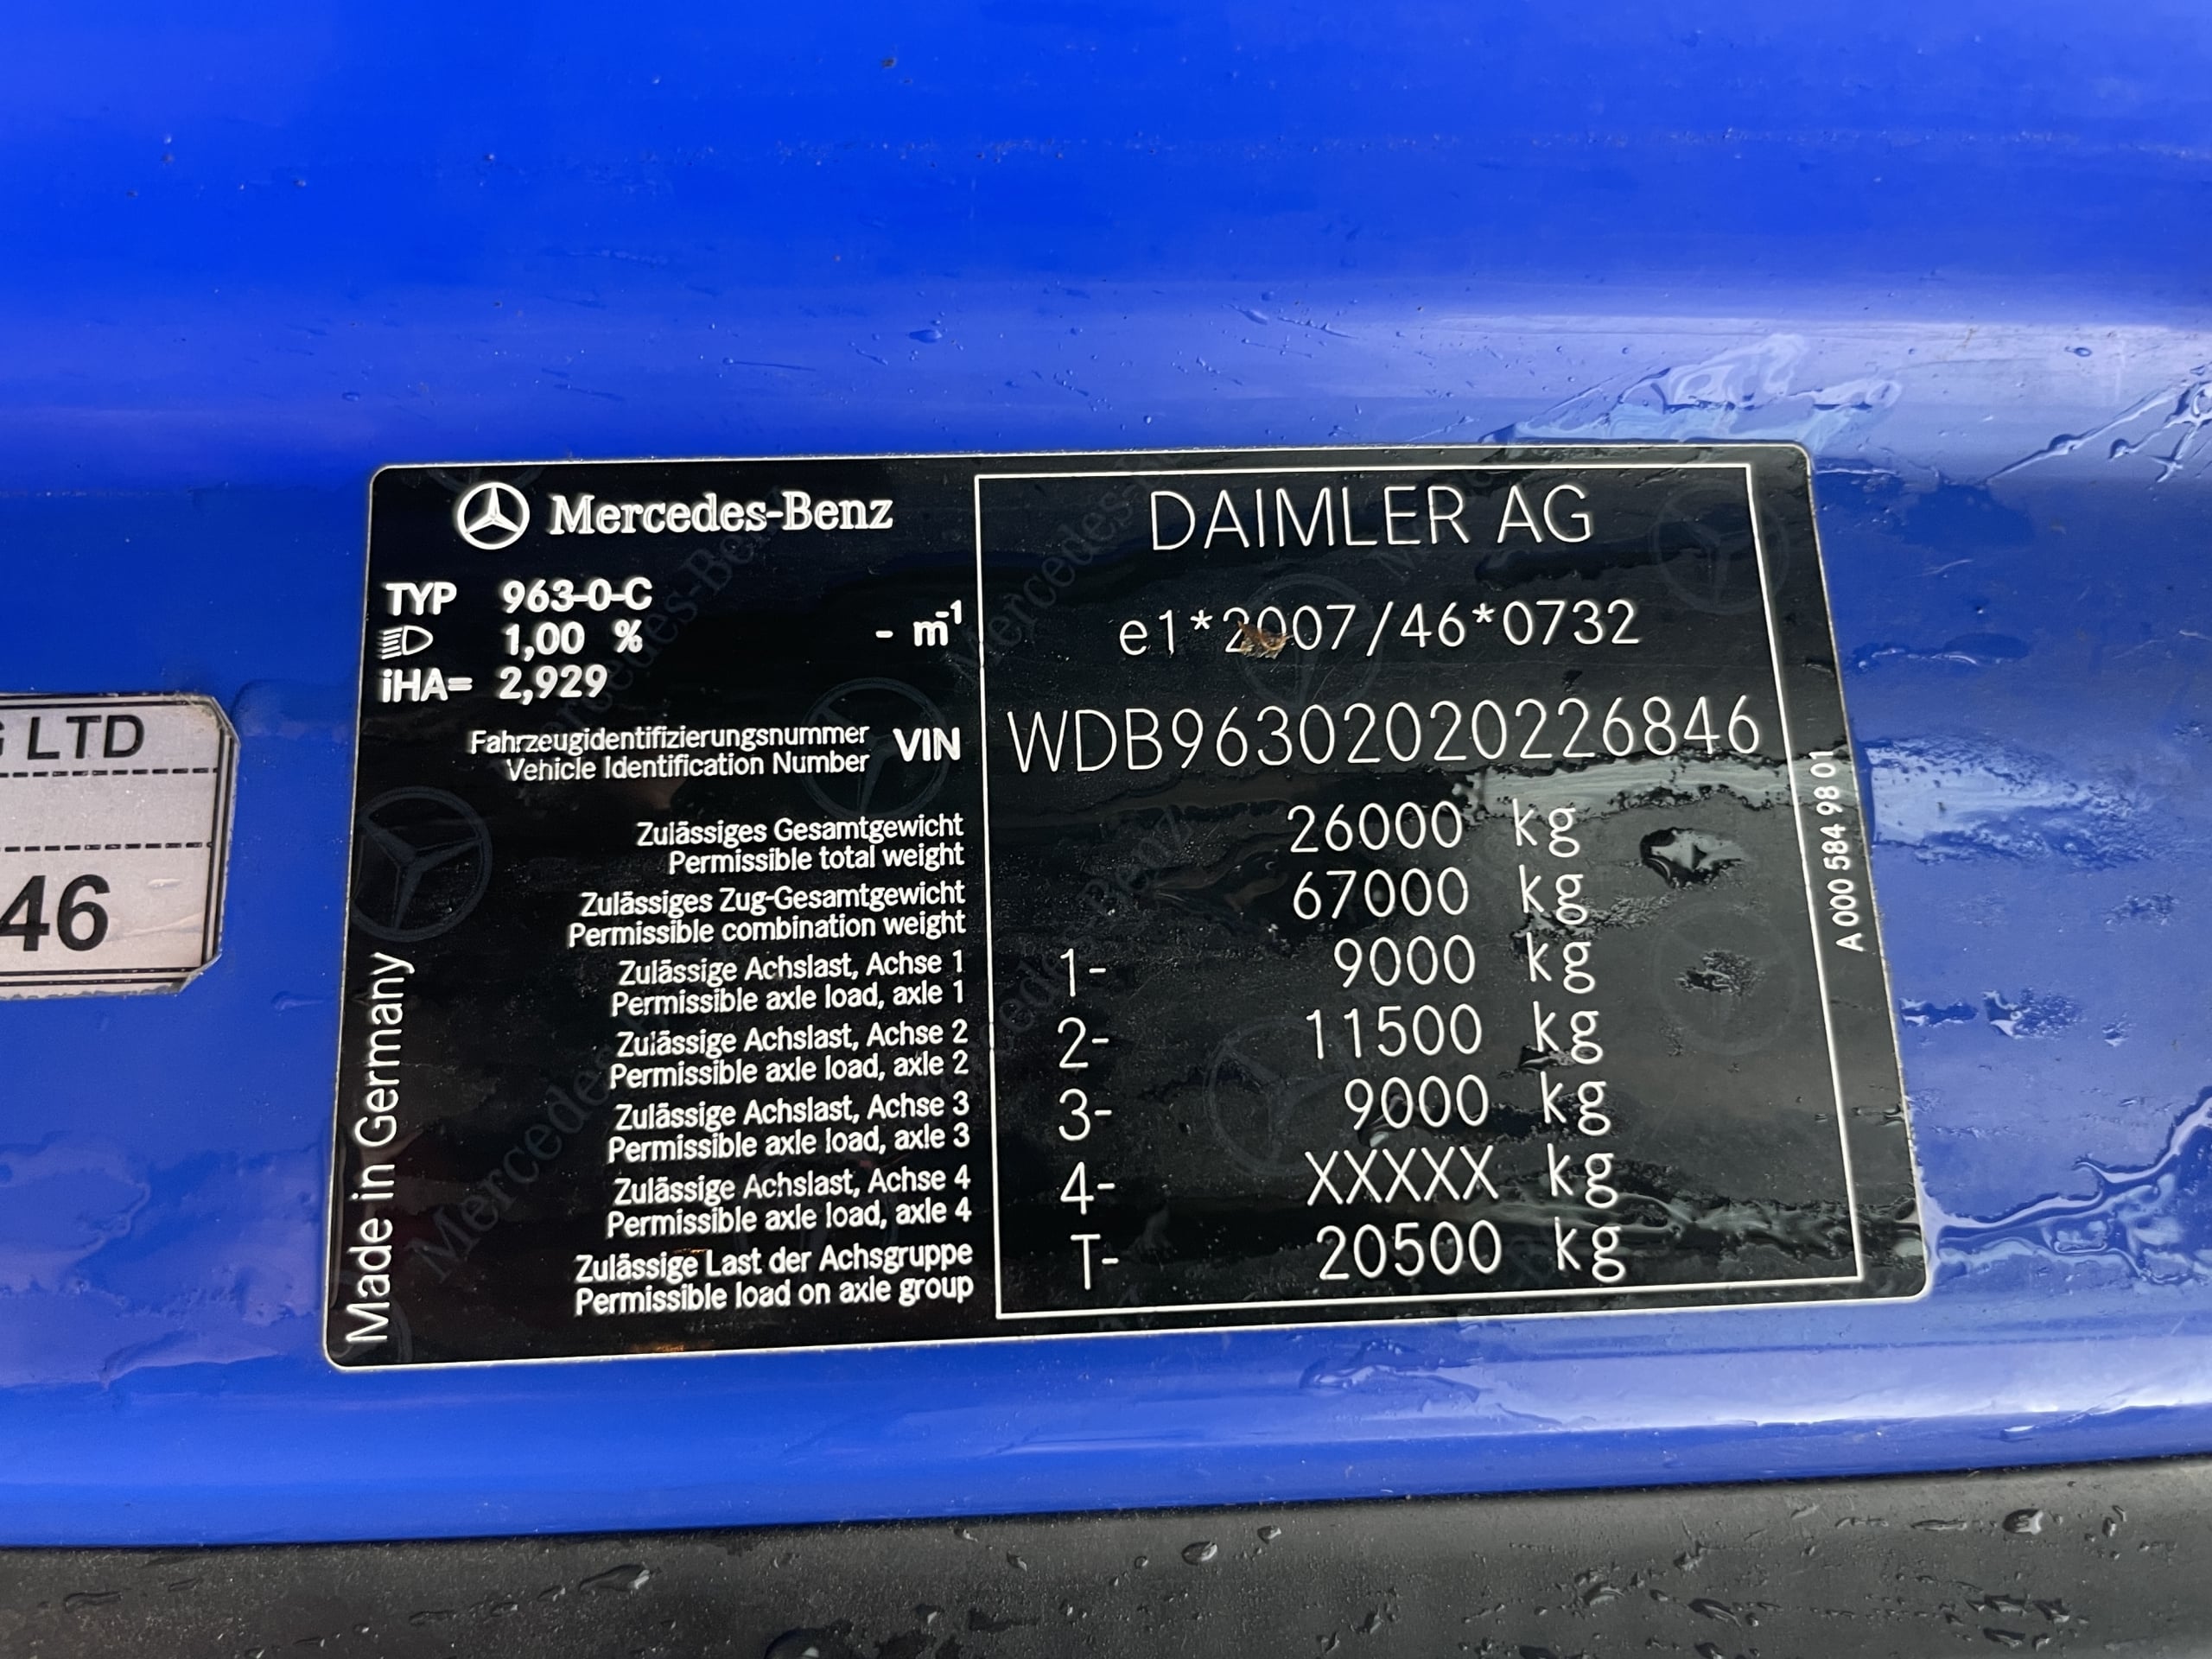 G LTD
46
Mercedes-Benz
TYP 963-0-C
1,00 % - m-1
iHA= 2,929
Fahrzeugidentifizierungsnummer
Vehicle Identification Number
VIN
Zulässiges Gesamtgewicht
Permissible total weight
Zulässiges Zug-Gesamtgewicht
Permissible combination weight
Zulässige Achslast, Achse 1
Permissible axle load, axle 1
Zulässige Achslast, Achse 2
Permissible axle load, axle 2
Zulässige Achslast, Achse 3
Permissible axle load, axle 3
Zulässige Achslast, Achse 4
Permissible axle load, axle 4
Zulässige Last der Achsgruppe
Permissible load on axle group
Made in Germany
DAIMLER AG
e1*2007/46*0732
WDB96302020226846
26000 kg
67000 kg
1- 9000 kg
2- 11500 kg
3- 9000 kg
4- XXXXX kg
T- 20500 kg
A 000 584 98 01